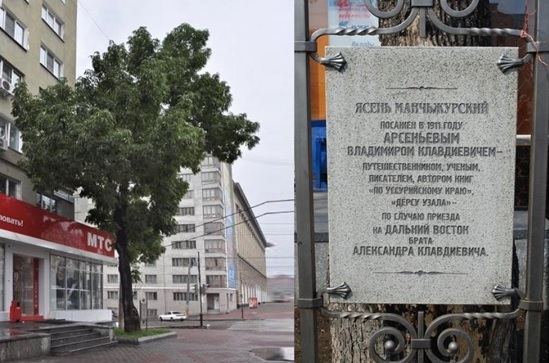 ровать!
МТС
ЯСЕНЬ МАНЧЬЖУРСКИЙ
ПОСАЖЕН В 1911 ГОДУ
АРСЕНЬЕВЫМ
ВЛАДИМИРОМ КЛАВДИЕВИЧЕМ –
ПУТЕШЕСТВЕННИКОМ, УЧЕНЫМ,
ПИСАТЕЛЕМ, АВТОРОМ КНИГ
«ПО УССУРИЙСКОМУ КРАЮ»,
«ДЕРСУ УЗАЛА» –
ПО СЛУЧАЮ ПРИЕЗДА
НА ДАЛЬНИЙ ВОСТОК
БРАТА
АЛЕКСАНДРА КЛАВДИЕВИЧА.